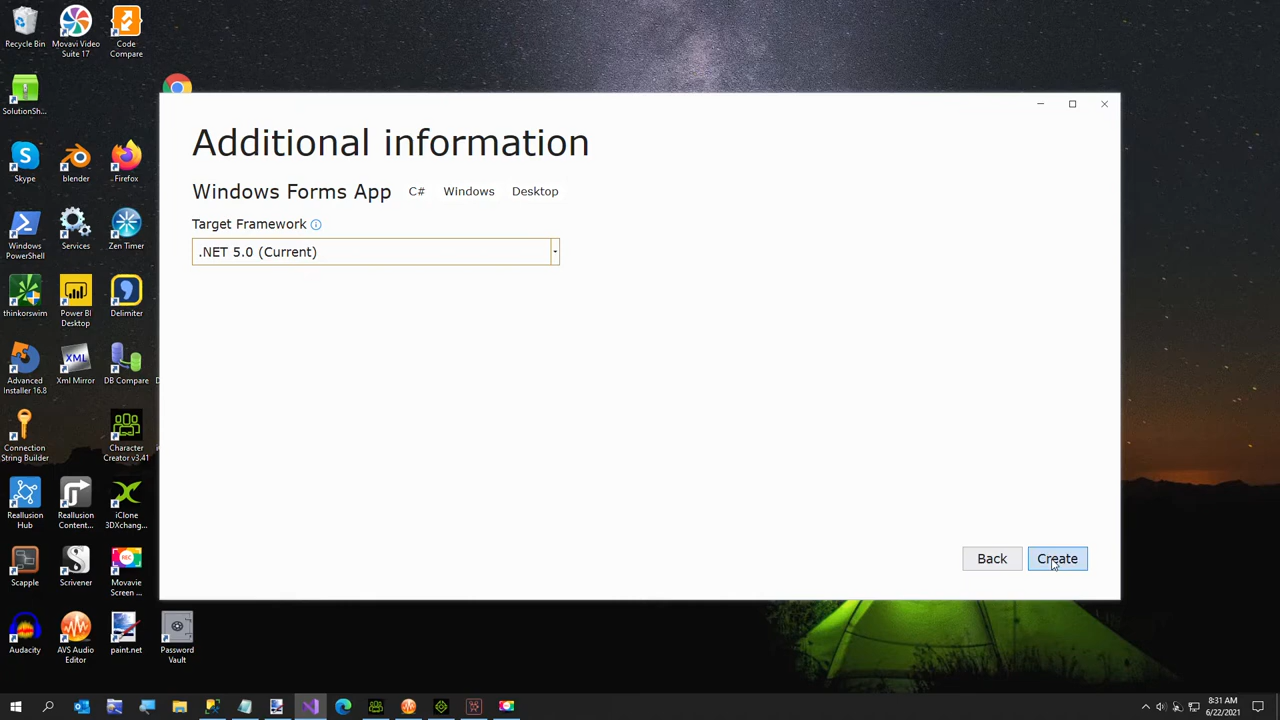 Recycle Bin
Movavi Video
Suite 17
Code
Compare
SolutionSh...
Skype
blender
Firefox
Windows
PowerShell
Services
Zen Timer
thinkorswim
Power BI
Desktop
Delimiter
Advanced
Installer 16.8
XML
Xml Mirror
DB Compare
Connection
String Builder
Character
Creator v3.41
Reallusion
Hub
Reallusion
Content...
iClone
3DXchang...
Scapple
Scrivener
REC
Movavie
Screen ...
Audacity
AVS Audio
Editor
paint.net
Password
Vault
Additional information
Windows Forms App C# Windows Desktop
Target Framework
.NET 5.0 (Current)
Back Create
8:31 AM
6/22/2021